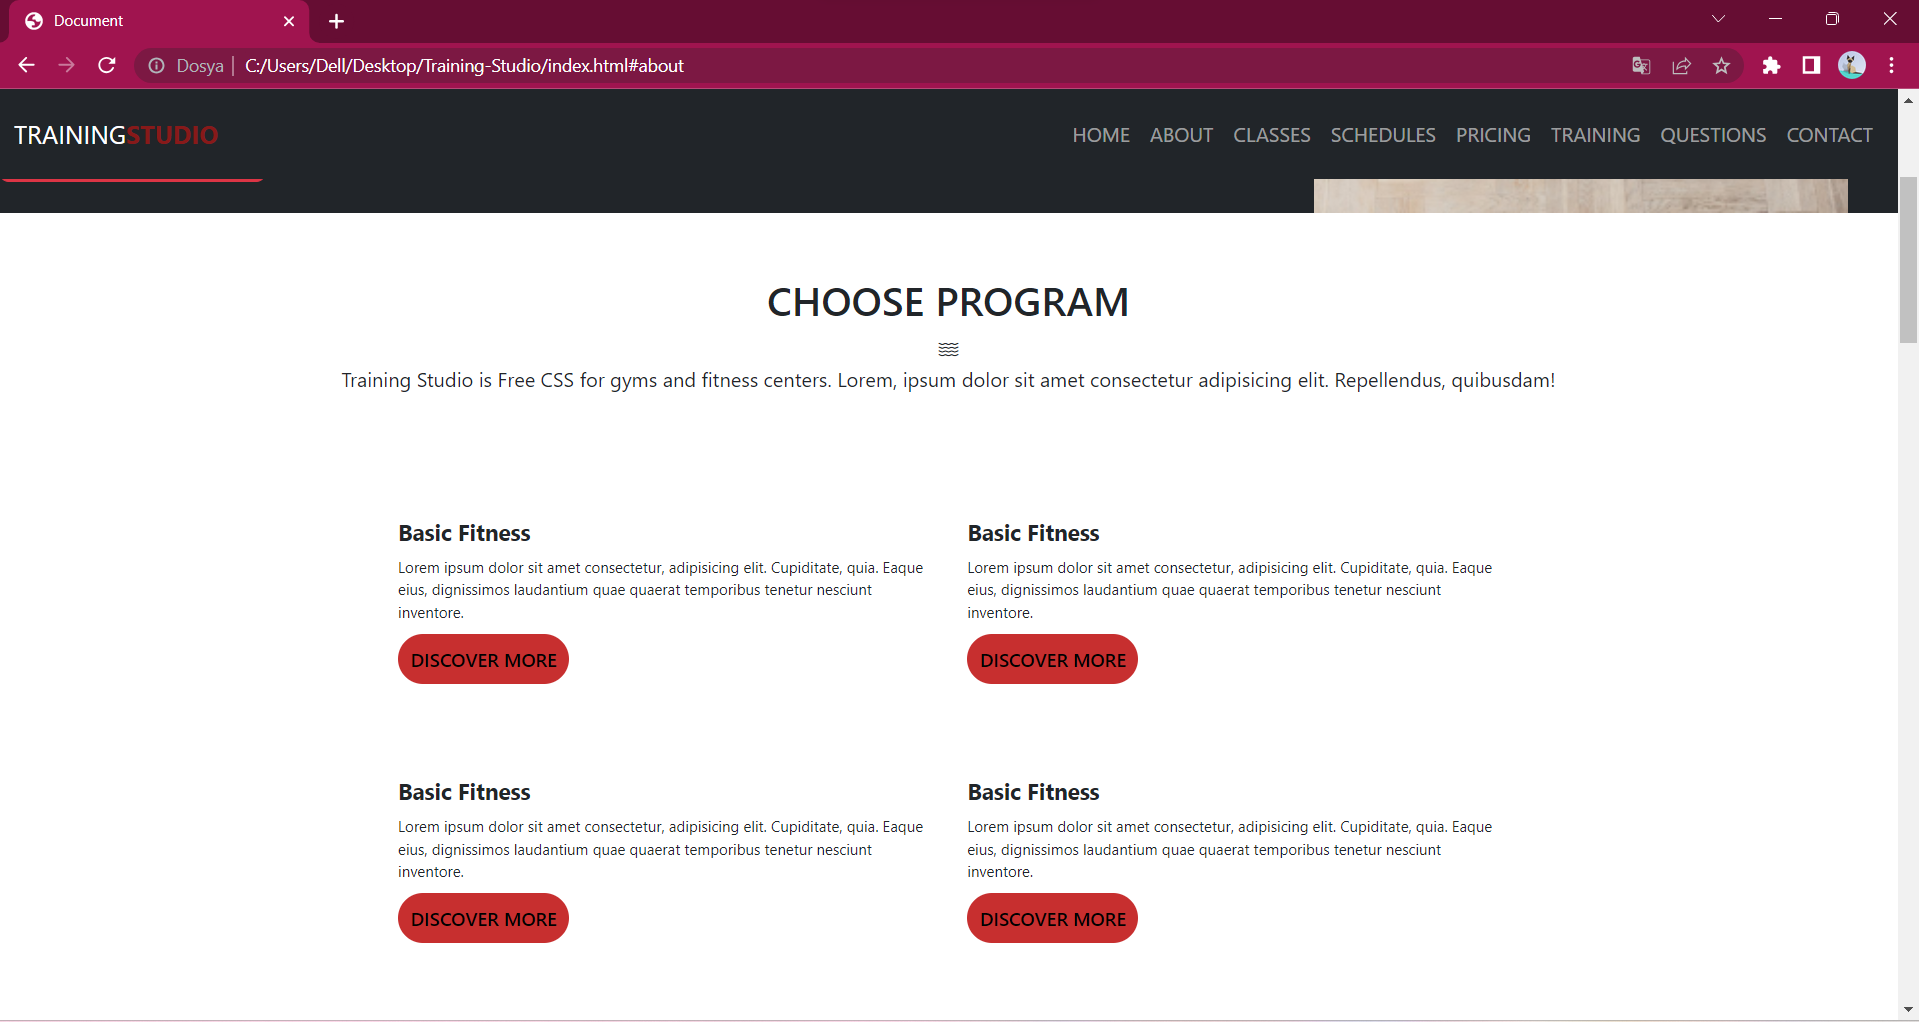 Document
Dosya | C:/Users/Dell/Desktop/Training-Studio/index.html#about
TRAININGSTUDIO
HOME ABOUT CLASSES SCHEDULES PRICING TRAINING QUESTIONS CONTACT
CHOOSE PROGRAM
Training Studio is Free CSS for gyms and fitness centers. Lorem, ipsum dolor sit amet consectetur adipisicing elit. Repellendus, quibusdam!
Basic Fitness
Lorem ipsum dolor sit amet consectetur, adipisicing elit. Cupiditate, quia. Eaque
eius, dignissimos laudantium quae quaerat temporibus tenetur nesciunt
inventore.
DISCOVER MORE
Basic Fitness
Lorem ipsum dolor sit amet consectetur, adipisicing elit. Cupiditate, quia. Eaque
eius, dignissimos laudantium quae quaerat temporibus tenetur nesciunt
inventore.
DISCOVER MORE
Basic Fitness
Lorem ipsum dolor sit amet consectetur, adipisicing elit. Cupiditate, quia. Eaque
eius, dignissimos laudantium quae quaerat temporibus tenetur nesciunt
inventore.
DISCOVER MORE
Basic Fitness
Lorem ipsum dolor sit amet consectetur, adipisicing elit. Cupiditate, quia. Eaque
eius, dignissimos laudantium quae quaerat temporibus tenetur nesciunt
inventore.
DISCOVER MORE